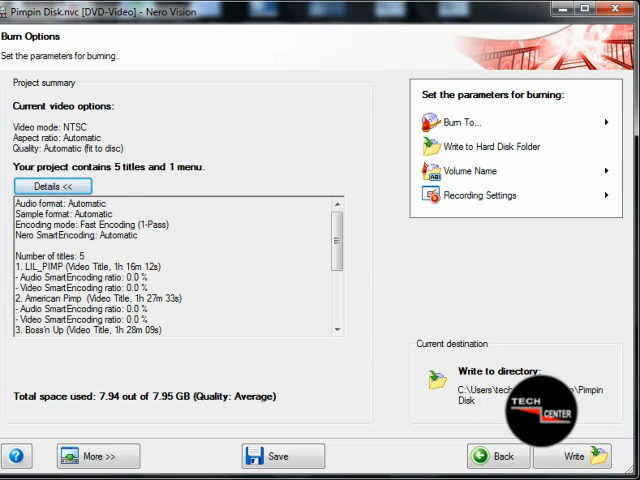 Pimpin Disk.nvc [DVD-Video] - Nero Vision
Burn Options
Set the parameters for burning.
Project summary
Current video options:
Video mode: NTSC
Aspect ratio: Automatic
Quality: Automatic (fit to disc)
Your project contains 5 titles and 1 menu.
Details <<
Audio format: Automatic
Sample format: Automatic
Encoding mode: Fast Encoding (1-Pass)
Nero SmartEncoding: Automatic
Number of titles: 5
1. LIL_PIMP (Video Title, 1h 16m 12s)
- Audio SmartEncoding ratio: 0.0 %
- Video SmartEncoding ratio: 0.0 %
2. American Pimp (Video Title, 1h 27m 33s)
- Audio SmartEncoding ratio: 0.0 %
- Video SmartEncoding ratio: 0.0 %
3. Boss'n Up (Video Title, 1h 28m 09s)
Total space used: 7.94 out of 7.95 GB (Quality: Average)
Set the parameters for burning:
Burn To...
Write to Hard Disk Folder
Volume Name
Recording Settings
Current destination
Write to directory:
C:\Users\tech \Pimpin
Disk
TECH
CENTER
? More >>
Save
Back
Write